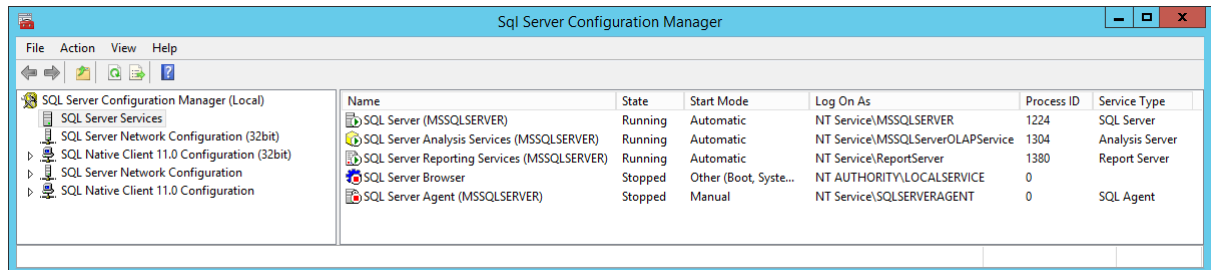 Sql Server Configuration Manager
File Action View Help
SQL Server Configuration Manager (Local)
SQL Server Services
SQL Server Network Configuration (32bit)
SQL Native Client 11.0 Configuration (32bit)
SQL Server Network Configuration
SQL Native Client 11.0 Configuration
Name State Start Mode Log On As Process ID Service Type
SQL Server (MSSQLSERVER) Running Automatic NT Service\MSSQLSERVER 1224 SQL Server
SQL Server Analysis Services (MSSQLSERVER) Running Automatic NT Service\MSSQLServerOLAPService 1304 Analysis Server
SQL Server Reporting Services (MSSQLSERVER) Running Automatic NT Service\ReportServer 1380 Report Server
SQL Server Browser Stopped Other (Boot, Syste... NT AUTHORITY\LOCALSERVICE 0
SQL Server Agent (MSSQLSERVER) Stopped Manual NT Service\SQLSERVERAGENT 0 SQL Agent